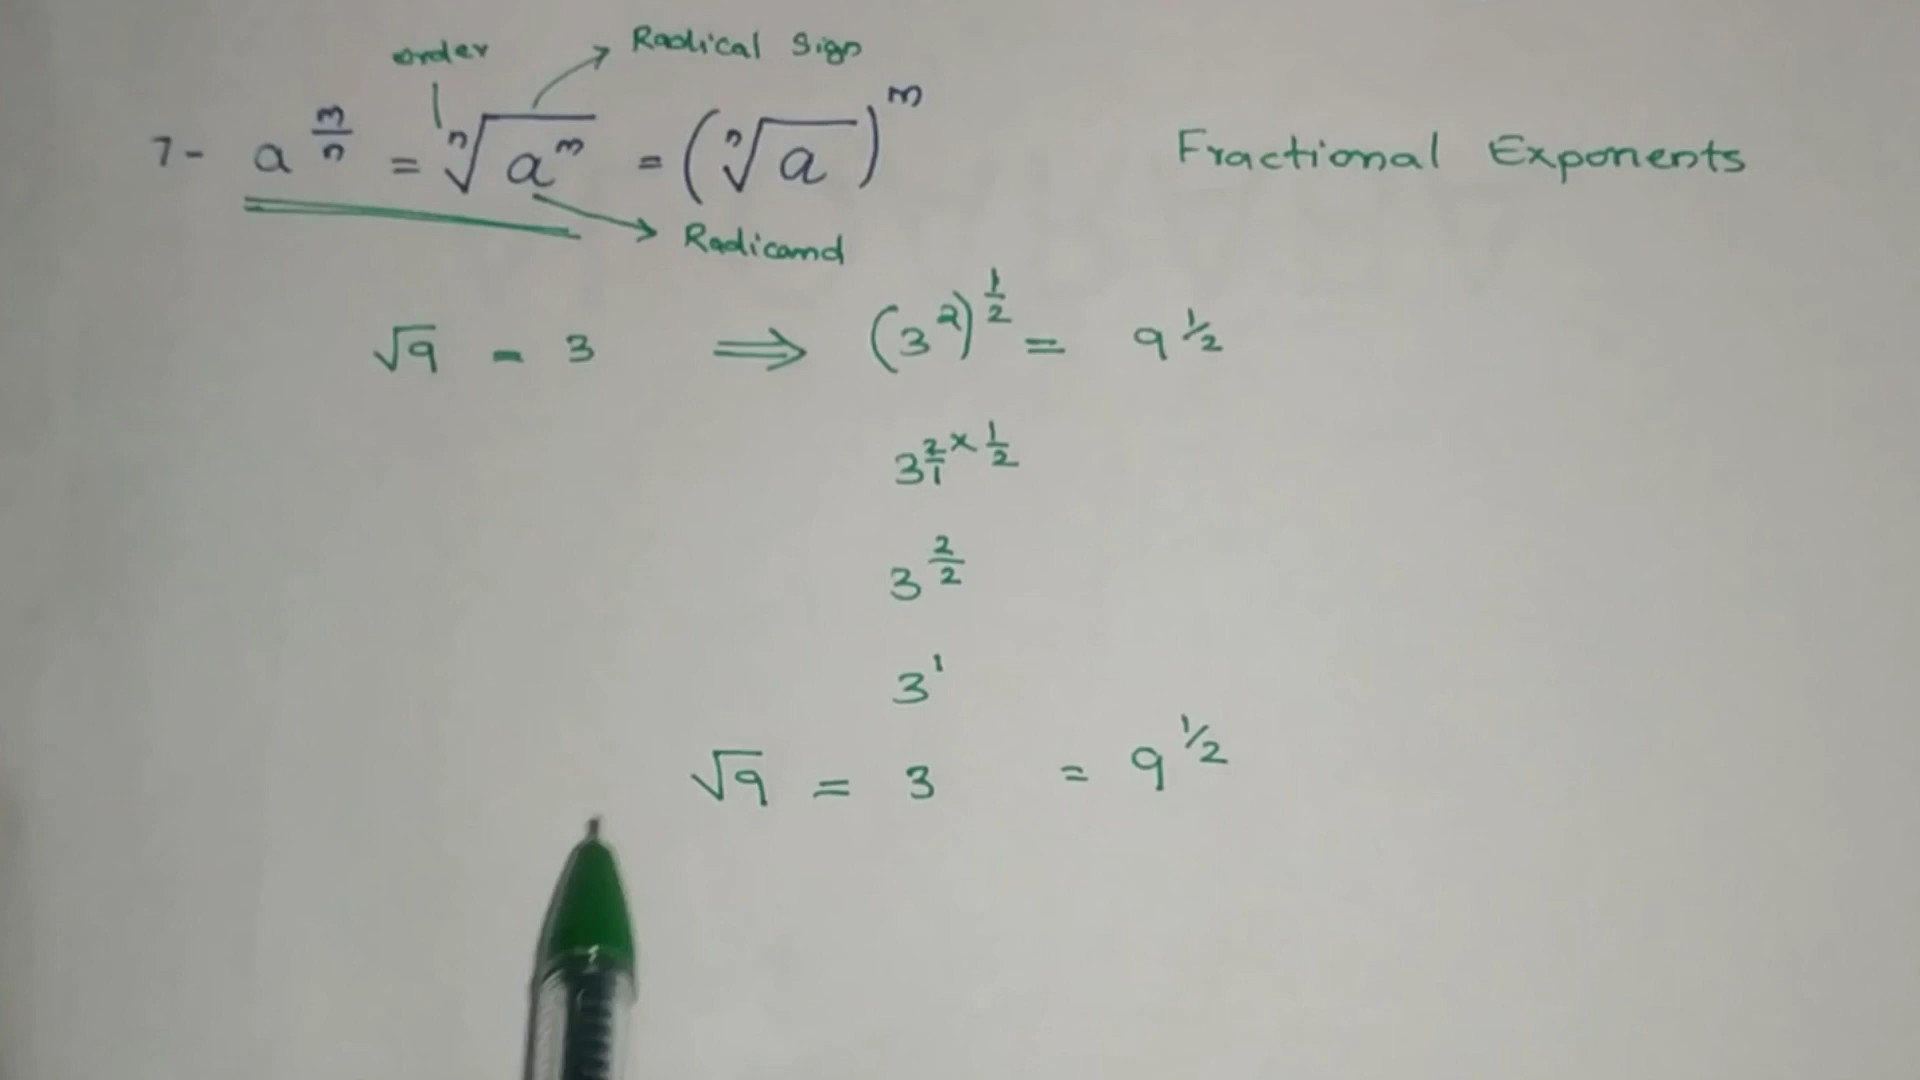 order Radical Sign
7- a^(m/n) = ⁿ√(a^m) = (ⁿ√a)^m Fractional Exponents
Radicand
√9 = 3 ⟹ (3²)^(1/2) = 9^(1/2)
3^(2/1 × 1/2)
3^(2/2)
3¹
√9 = 3 = 9^(1/2)